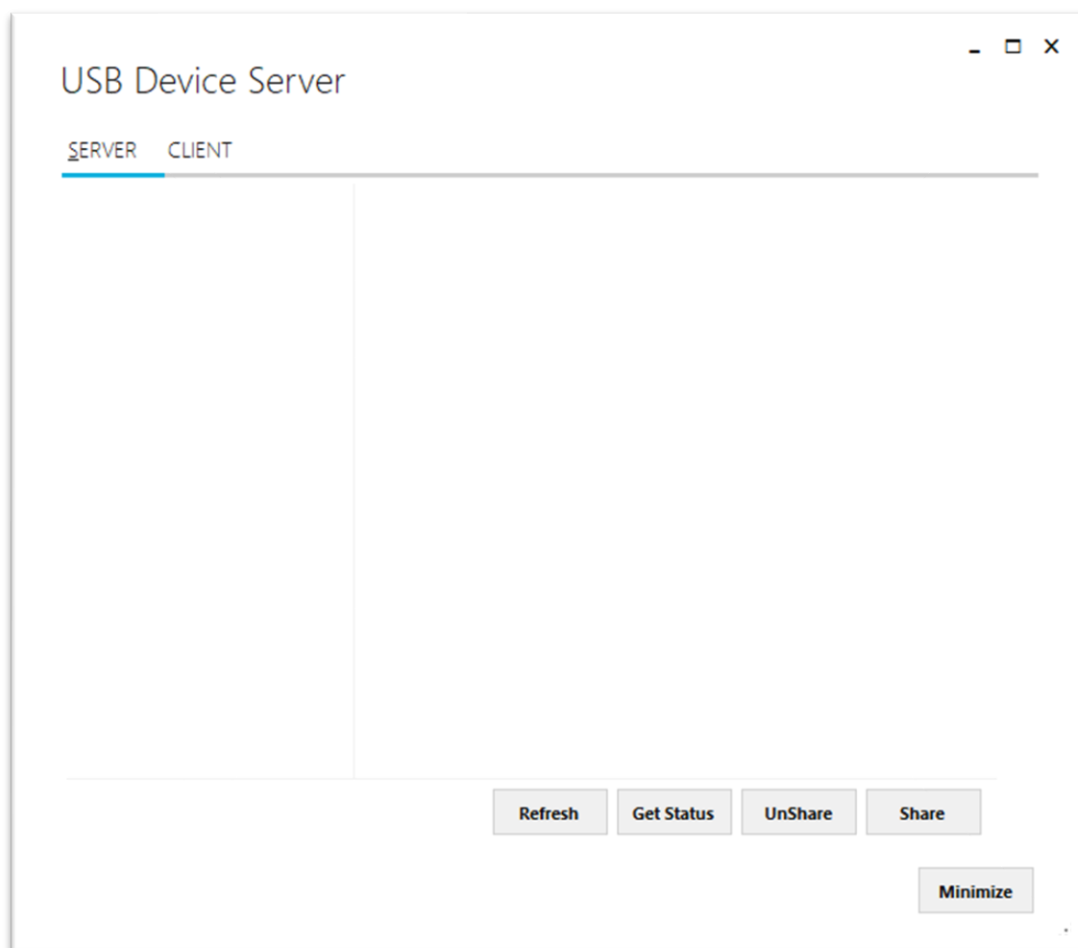 USB Device Server
SERVER CLIENT
Refresh Get Status UnShare Share
Minimize